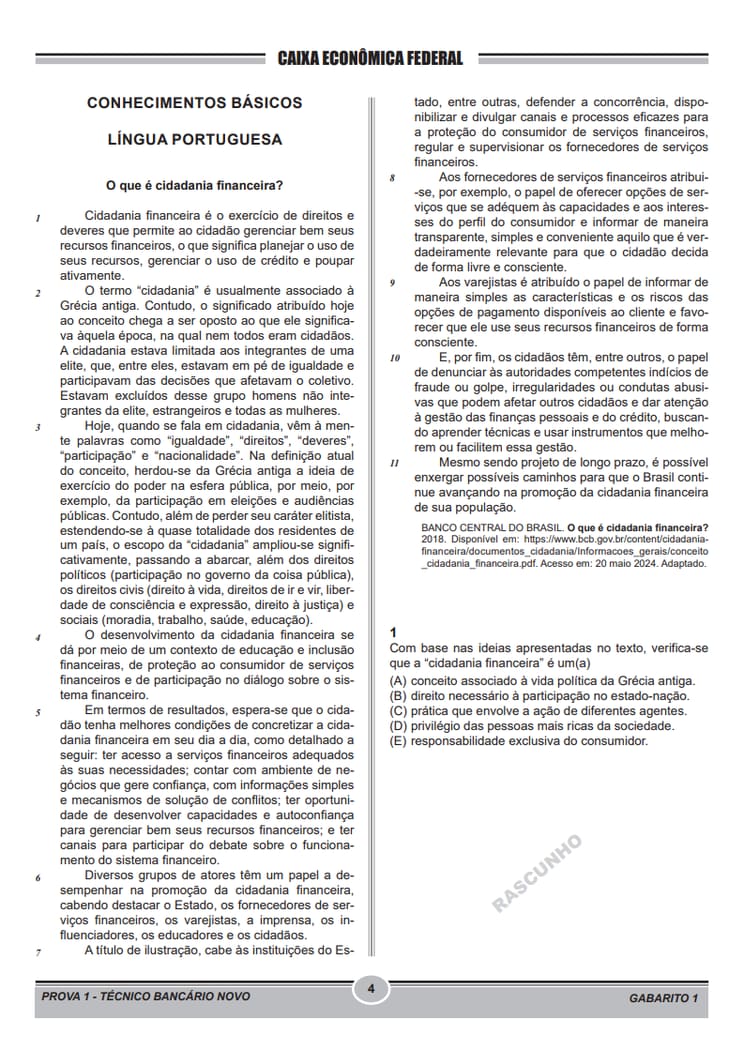 CAIXA ECONÔMICA FEDERAL
CONHECIMENTOS BÁSICOS
LÍNGUA PORTUGUESA
O que é cidadania financeira?
1 Cidadania financeira é o exercício de direitos e
deveres que permite ao cidadão gerenciar bem seus
recursos financeiros, o que significa planejar o uso de
seus recursos, gerenciar o uso de crédito e poupar
ativamente.
2 O termo “cidadania” é usualmente associado à
Grécia antiga. Contudo, o significado atribuído hoje
ao conceito chega a ser oposto ao que ele significa-
va àquela época, na qual nem todos eram cidadãos.
A cidadania estava limitada aos integrantes de uma
elite, que, entre eles, estavam em pé de igualdade e
participavam das decisões que afetavam o coletivo.
Estavam excluídos desse grupo homens não inte-
grantes da elite, estrangeiros e todas as mulheres.
3 Hoje, quando se fala em cidadania, vêm à men-
te palavras como “igualdade”, “direitos”, “deveres”,
“participação” e “nacionalidade”. Na definição atual
do conceito, herdou-se da Grécia antiga a ideia de
exercício do poder na esfera pública, por meio, por
exemplo, da participação em eleições e audiências
públicas. Contudo, além de perder seu caráter elitista,
estendendo-se à quase totalidade dos residentes de
um país, o escopo da “cidadania” ampliou-se signifi-
cativamente, passando a abarcar, além dos direitos
políticos (participação no governo da coisa pública),
os direitos civis (direito à vida, direitos de ir e vir, liber-
dade de consciência e expressão, direito à justiça) e
sociais (moradia, trabalho, saúde, educação).
4 O desenvolvimento da cidadania financeira se
dá por meio de um contexto de educação e inclusão
financeiras, de proteção ao consumidor de serviços
financeiros e de participação no diálogo sobre o sis-
tema financeiro.
5 Em termos de resultados, espera-se que o cida-
dão tenha melhores condições de concretizar a cida-
dania financeira em seu dia a dia, como detalhado a
seguir: ter acesso a serviços financeiros adequados
às suas necessidades; contar com ambiente de ne-
gócios que gere confiança, com informações simples
e mecanismos de solução de conflitos; ter oportuni-
dade de desenvolver capacidades e autoconfiança
para gerenciar bem seus recursos financeiros; e ter
canais para participar do debate sobre o funciona-
mento do sistema financeiro.
6 Diversos grupos de atores têm um papel a de-
sempenhar na promoção da cidadania financeira,
cabendo destacar o Estado, os fornecedores de ser-
viços financeiros, os varejistas, a imprensa, os in-
fluenciadores, os educadores e os cidadãos.
7 A título de ilustração, cabe às instituições do Es-
tado, entre outras, defender a concorrência, dispo-
nibilizar e divulgar canais e processos eficazes para
a proteção do consumidor de serviços financeiros,
regular e supervisionar os fornecedores de serviços
financeiros.
8 Aos fornecedores de serviços financeiros atribui-
-se, por exemplo, o papel de oferecer opções de ser-
viços que se adéquem às capacidades e aos interes-
ses do perfil do consumidor e informar de maneira
transparente, simples e conveniente aquilo que é ver-
dadeiramente relevante para que o cidadão decida
de forma livre e consciente.
9 Aos varejistas é atribuído o papel de informar de
maneira simples as características e os riscos das
opções de pagamento disponíveis ao cliente e favo-
recer que ele use seus recursos financeiros de forma
consciente.
10 E, por fim, os cidadãos têm, entre outros, o papel
de denunciar às autoridades competentes indícios de
fraude ou golpe, irregularidades ou condutas abusi-
vas que podem afetar outros cidadãos e dar atenção
à gestão das finanças pessoais e do crédito, buscan-
do aprender técnicas e usar instrumentos que melho-
rem ou facilitem essa gestão.
11 Mesmo sendo projeto de longo prazo, é possível
enxergar possíveis caminhos para que o Brasil conti-
nue avançando na promoção da cidadania financeira
de sua população.
BANCO CENTRAL DO BRASIL. O que é cidadania financeira?
2018. Disponível em: https://www.bcb.gov.br/content/cidadania-
financeira/documentos_cidadania/Informacoes_gerais/conceito
_cidadania_financeira.pdf. Acesso em: 20 maio 2024. Adaptado.
1
Com base nas ideias apresentadas no texto, verifica-se
que a “cidadania financeira” é um(a)
(A) conceito associado à vida política da Grécia antiga.
(B) direito necessário à participação no estado-nação.
(C) prática que envolve a ação de diferentes agentes.
(D) privilégio das pessoas mais ricas da sociedade.
(E) responsabilidade exclusiva do consumidor.
RASCUNHO
PROVA 1 - TÉCNICO BANCÁRIO NOVO
4
GABARITO 1